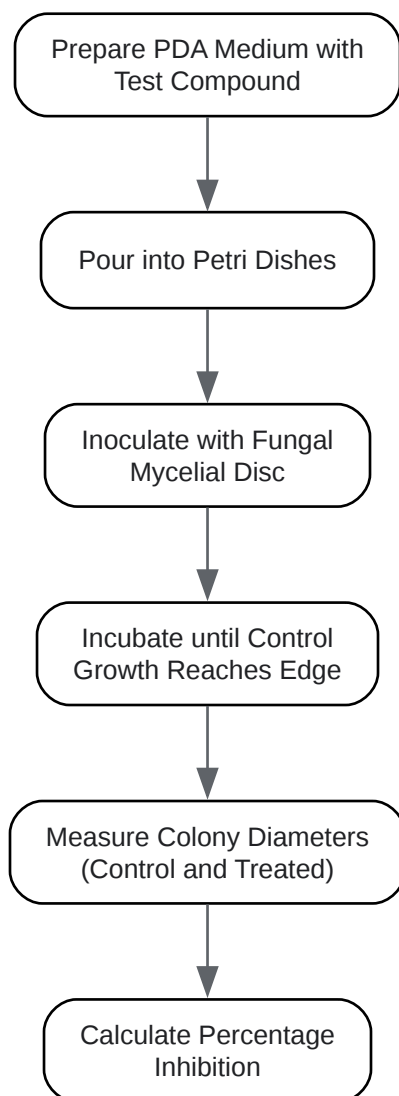 Prepare PDA Medium with
Test Compound
Pour into Petri Dishes
Inoculate with Fungal
Mycelial Disc
Incubate until Control
Growth Reaches Edge
Measure Colony Diameters
(Control and Treated)
Calculate Percentage
Inhibition